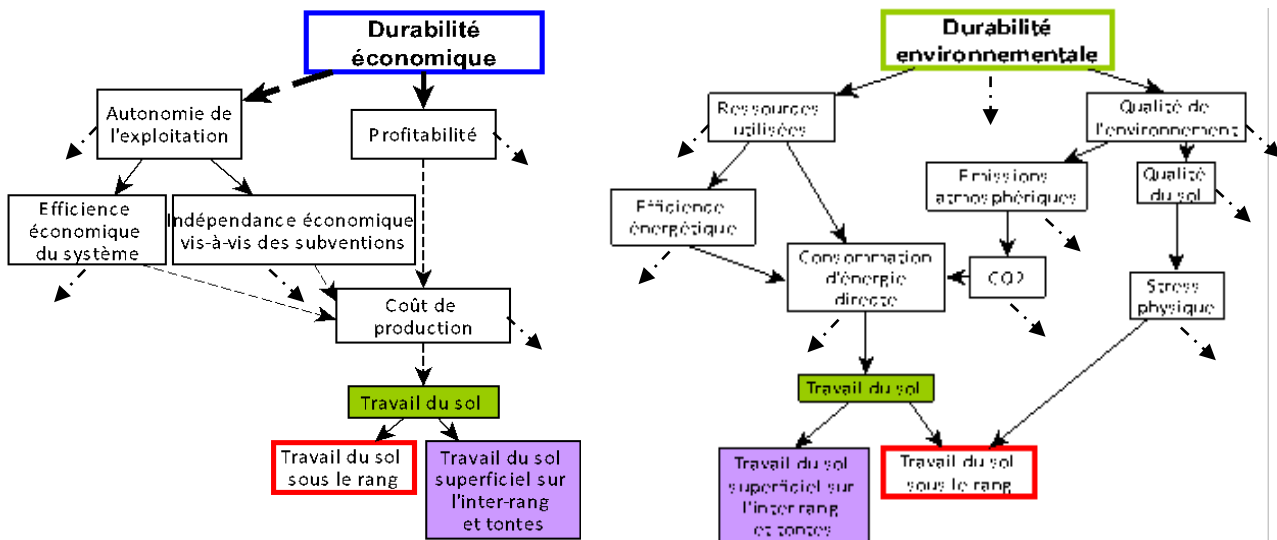 Durabilité
économique
Autonomie de
l'exploitation
Profitabilité
Efficience
économique
du système
Indépendance économique
vis-à-vis des subventions
Coût de
production
Travail du sol
Travail du sol
sous le rang
Travail du sol
superficiel sur
l'inter-rang
et tontes
Durabilité
environnementale
Ressources
utilisées
Qualité de
l'environnement
Efficience
énergétique
Emissions
atmosphériques
Qualité
du sol
Consommation
d'énergie
directe
CO2
Stress
physique
Travail du sol
Travail du sol
superficiel sur
l'inter rang
et tontes
Travail du sol
sous le rang